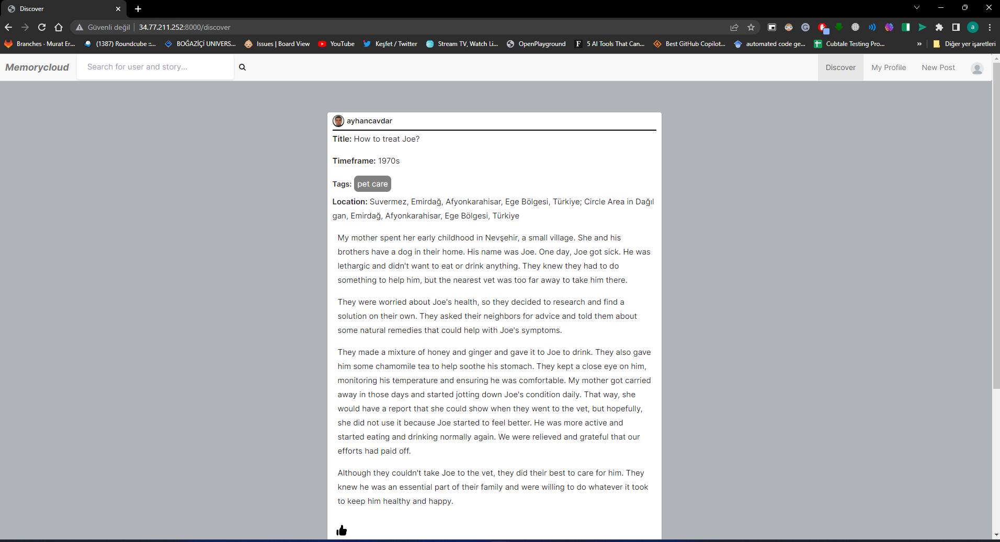 Discover
Güvenli değil 34.77.211.252:8000/discover
Branches · Murat Er... (1387) Roundcube ::... BOĞAZİÇİ UNIVERS... Issues | Board View YouTube Keşfet / Twitter Stream TV, Watch Li... OpenPlayground 5 AI Tools That Can... Best GitHub Copilot... automated code ge... Cubtale Testing Pro... » Diğer yer işaretleri
Memorycloud Search for user and story... Discover My Profile New Post
ayhancavdar
Title: How to treat Joe?
Timeframe: 1970s
Tags: pet care
Location: Suvermez, Emirdağ, Afyonkarahisar, Ege Bölgesi, Türkiye; Circle Area in Dağıl
gan, Emirdağ, Afyonkarahisar, Ege Bölgesi, Türkiye
My mother spent her early childhood in Nevşehir, a small village. She and his
brothers have a dog in their home. His name was Joe. One day, Joe got sick. He was
lethargic and didn't want to eat or drink anything. They knew they had to do
something to help him, but the nearest vet was too far away to take him there.
They were worried about Joe's health, so they decided to research and find a
solution on their own. They asked their neighbors for advice and told them about
some natural remedies that could help with Joe's symptoms.
They made a mixture of honey and ginger and gave it to Joe to drink. They also gave
him some chamomile tea to help soothe his stomach. They kept a close eye on him,
monitoring his temperature and ensuring he was comfortable. My mother got carried
away in those days and started jotting down Joe's condition daily. That way, she
would have a report that she could show when they went to the vet, but hopefully,
she did not use it because Joe started to feel better. He was more active and
started eating and drinking normally again. We were relieved and grateful that our
efforts had paid off.
Although they couldn't take Joe to the vet, they did their best to care for him. They
knew he was an essential part of their family and were willing to do whatever it took
to keep him healthy and happy.